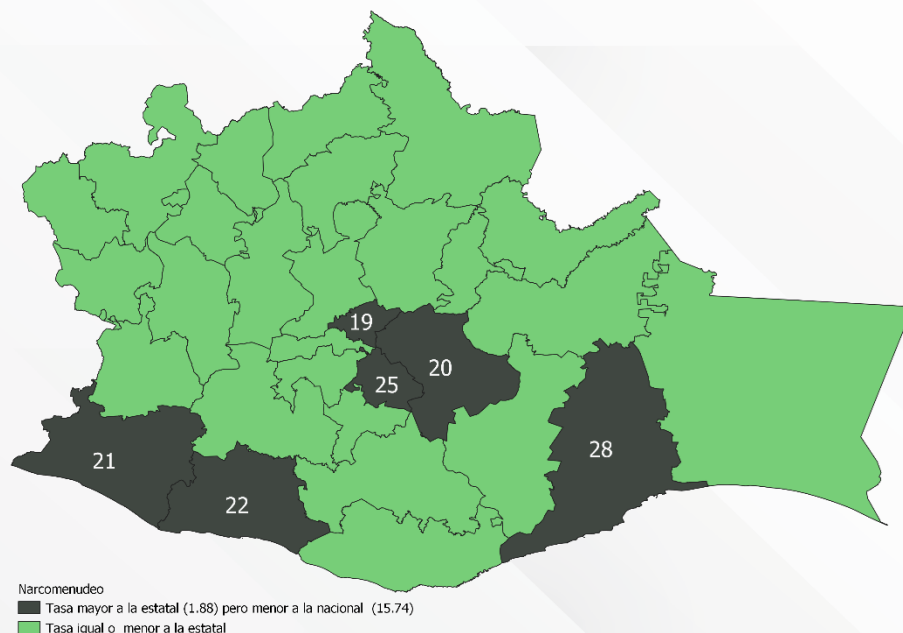 19
20
25
21
28
22
Narcomenudeo
Tasa mayor a la estatal (1.88) pero menor a la nacional (15.74)
Tasa igual o menor a la estatal